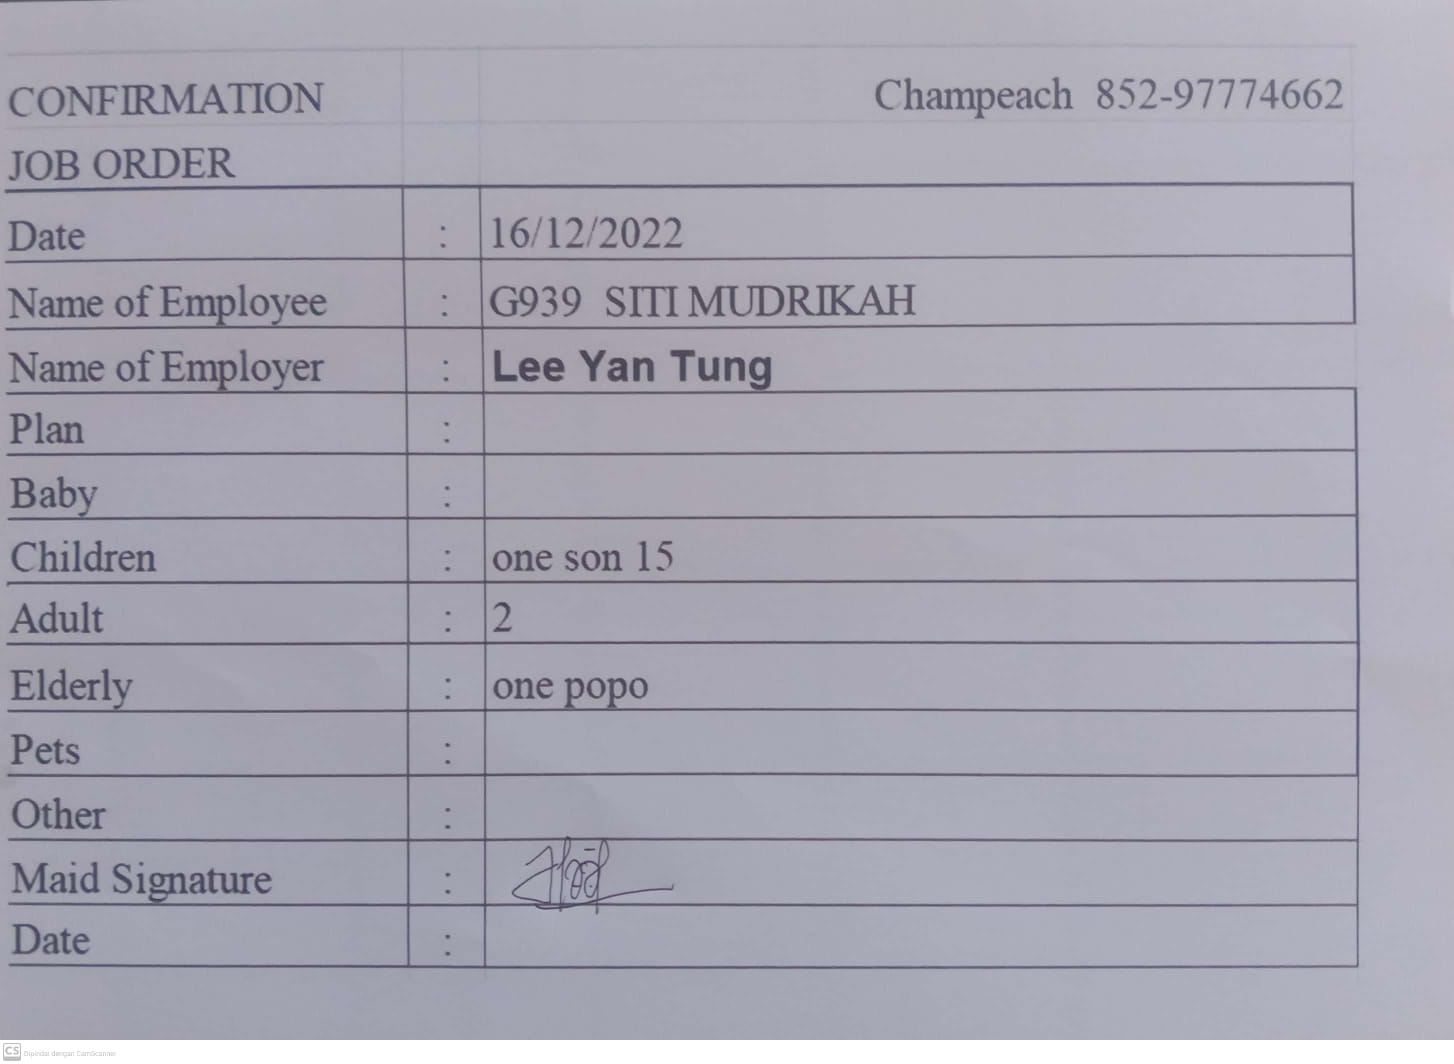 CONFIRMATION Champeach 852-97774662
JOB ORDER
Date : 16/12/2022
Name of Employee : G939 SITI MUDRIKAH
Name of Employer : Lee Yan Tung
Plan :
Baby :
Children : one son 15
Adult : 2
Elderly : one popo
Pets :
Other :
Maid Signature :
Date :
CS Dipindai dengan CamScanner